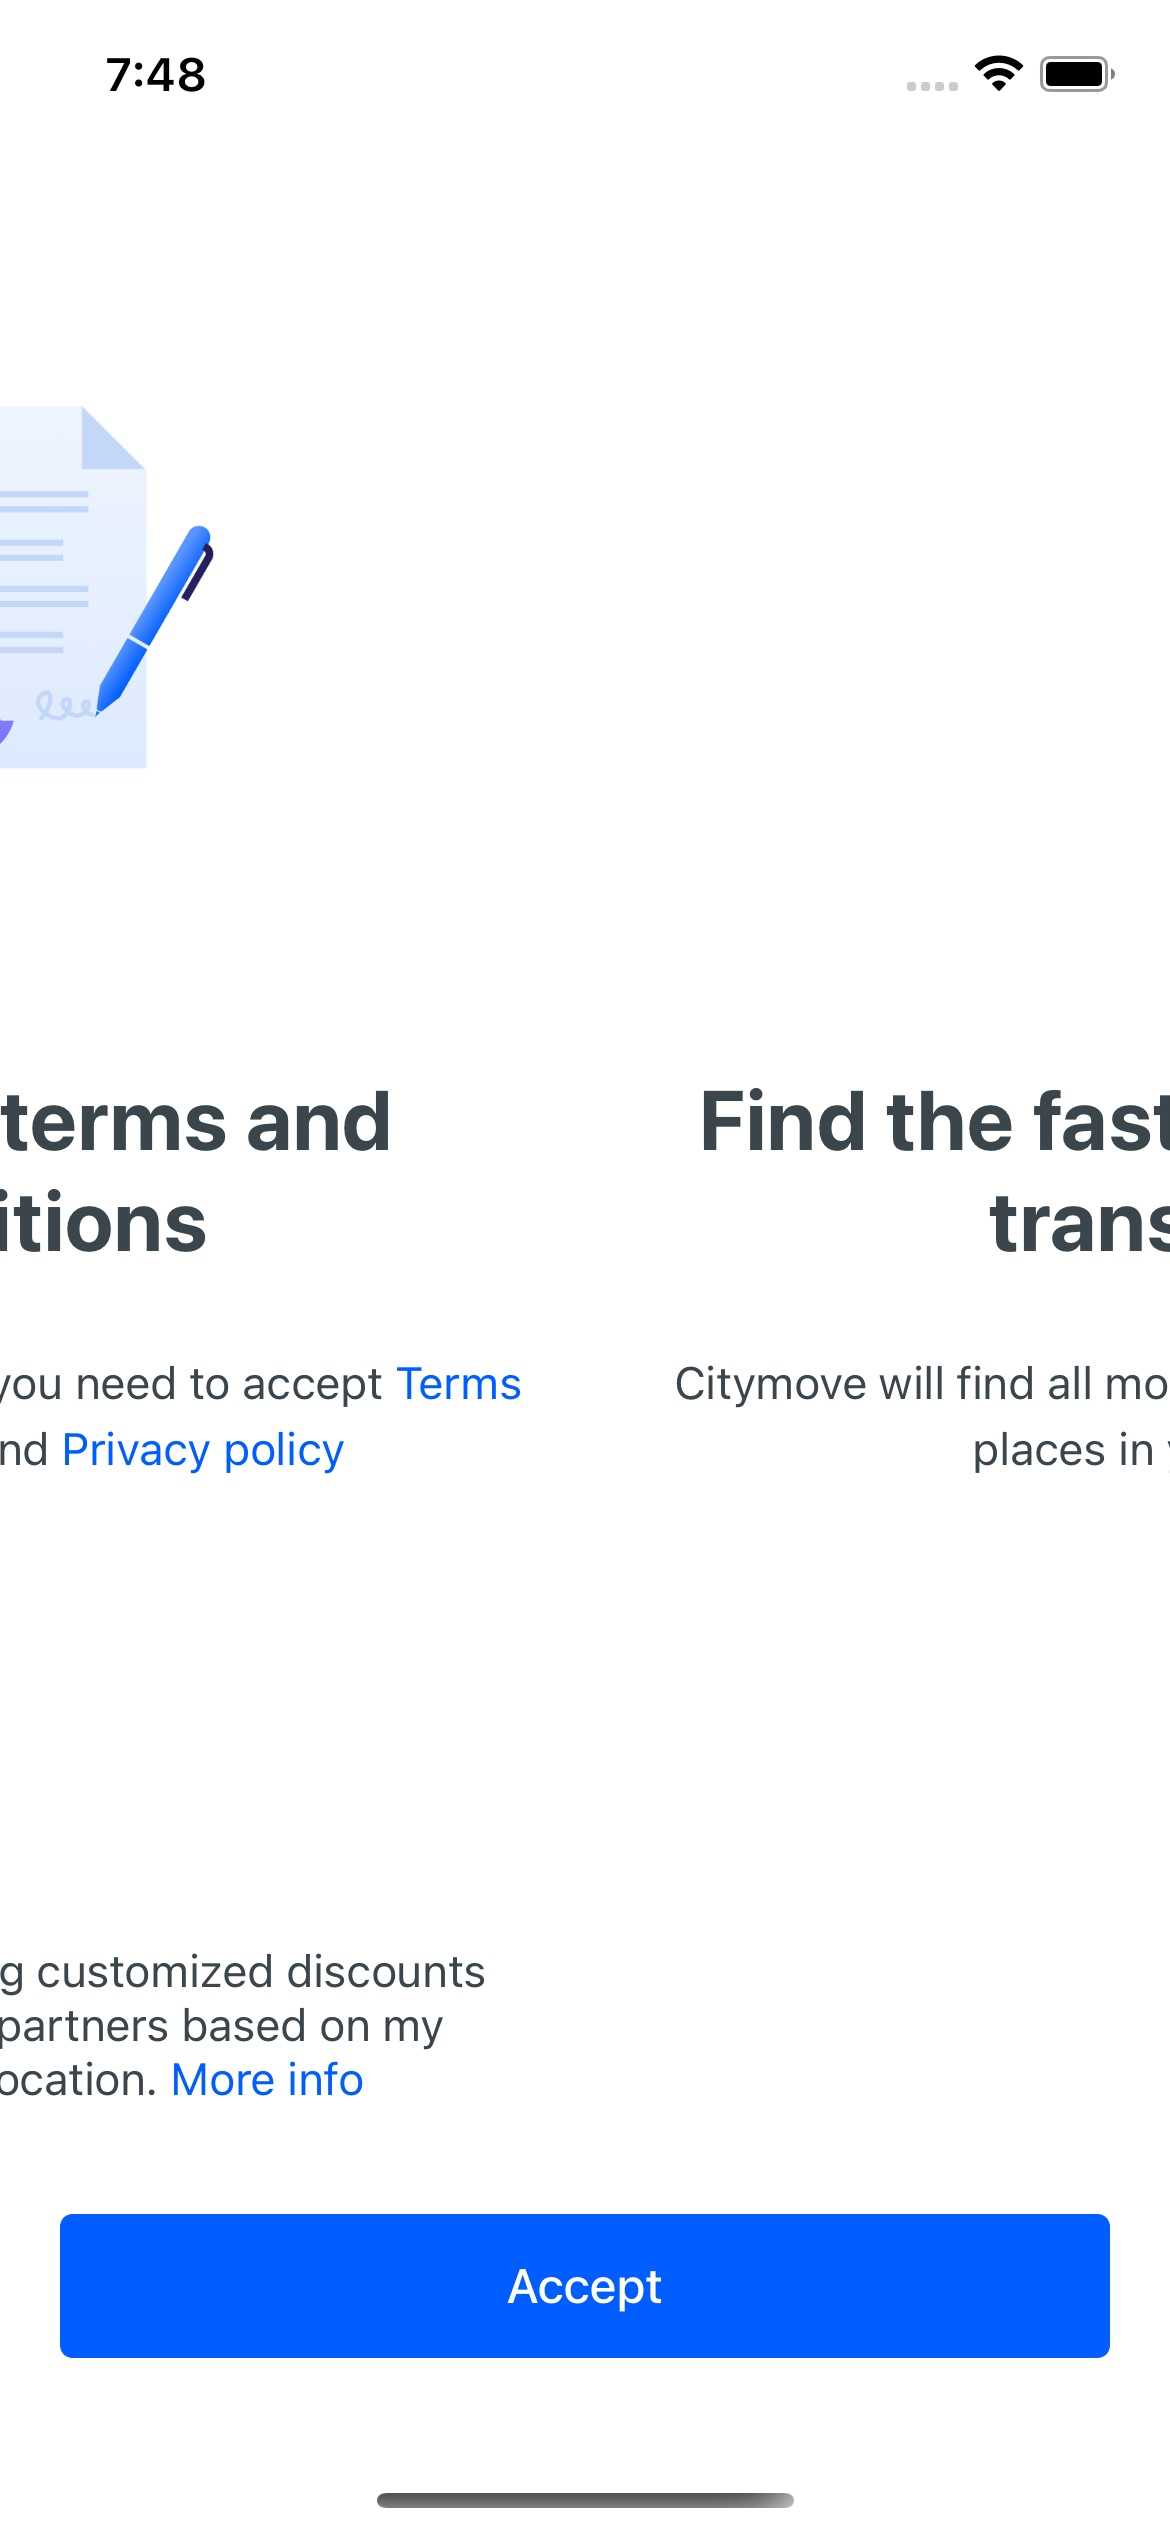 7:48
terms and
itions
Find the fast
trans
you need to accept Terms
nd Privacy policy
Citymove will find all mo
places in
g customized discounts
partners based on my
ocation. More info
Accept